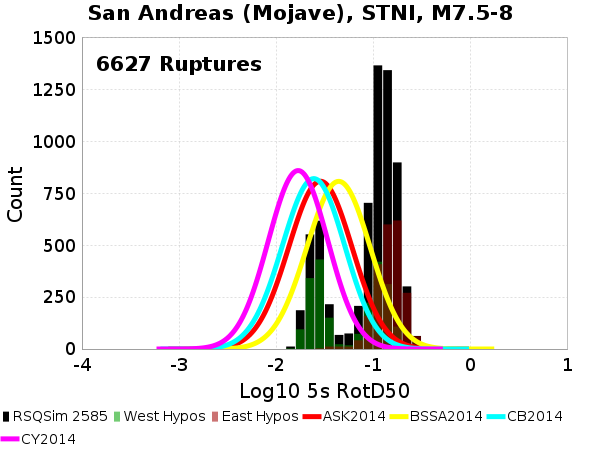 San Andreas (Mojave), STNI, M7.5-8
6627 Ruptures
Count
1500
1250
1000
750
500
250
0
-4 -3 -2 -1 0 1
Log10 5s RotD50
RSQSim 2585 West Hypos East Hypos ASK2014 BSSA2014 CB2014
CY2014